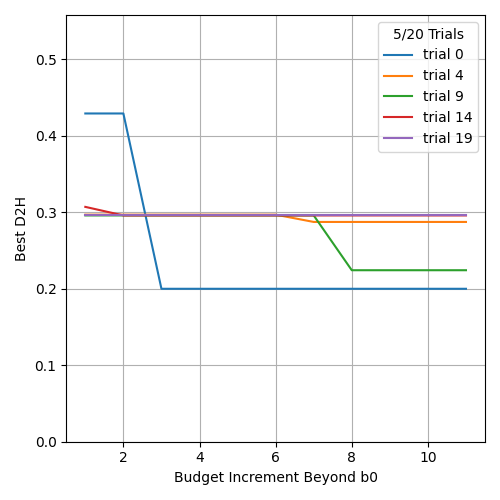 5/20 Trials
trial 0
trial 4
trial 9
trial 14
trial 19
Best D2H
0.5
0.4
0.3
0.2
0.1
0.0
2 4 6 8 10
Budget Increment Beyond b0